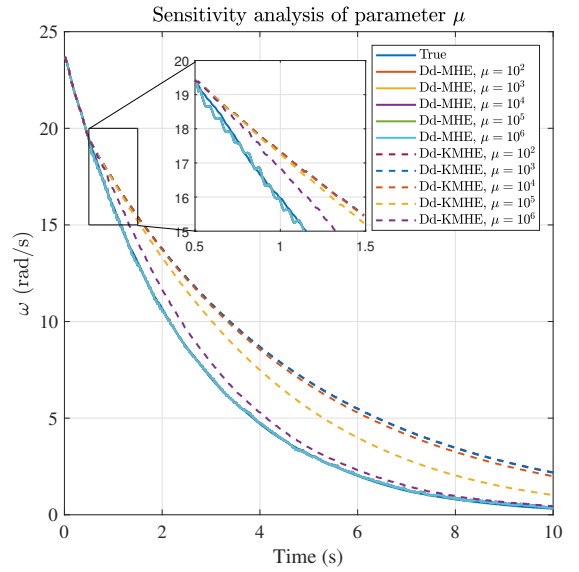 Sensitivity analysis of parameter μ
25
20
15
10
5
0
ω (rad/s)
0
2
4
6
8
10
Time (s)
20
19
18
17
16
15
0.5
1
1.5
True
Dd-MHE, μ = 10²
Dd-MHE, μ = 10³
Dd-MHE, μ = 10⁴
Dd-MHE, μ = 10⁵
Dd-MHE, μ = 10⁶
Dd-KMHE, μ = 10²
Dd-KMHE, μ = 10³
Dd-KMHE, μ = 10⁴
Dd-KMHE, μ = 10⁵
Dd-KMHE, μ = 10⁶